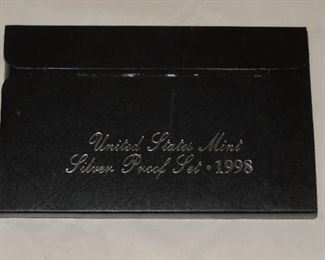 United States Mint
Silver Proof Set • 1998